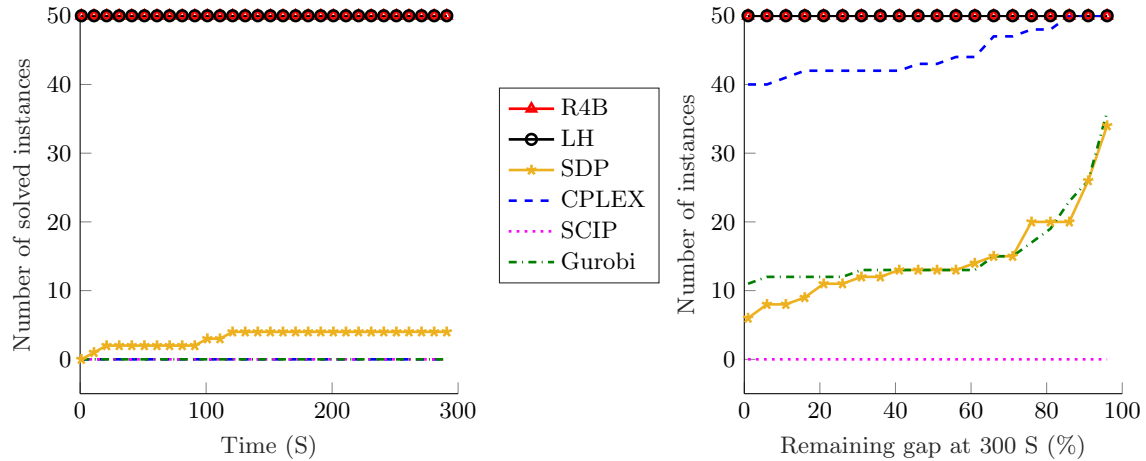 50
40
30
20
10
0
0
100
200
300
Time (S)
Number of solved instances
R4B
LH
SDP
CPLEX
SCIP
Gurobi
50
40
30
20
10
0
0
20
40
60
80
100
Remaining gap at 300 S (%)
Number of instances